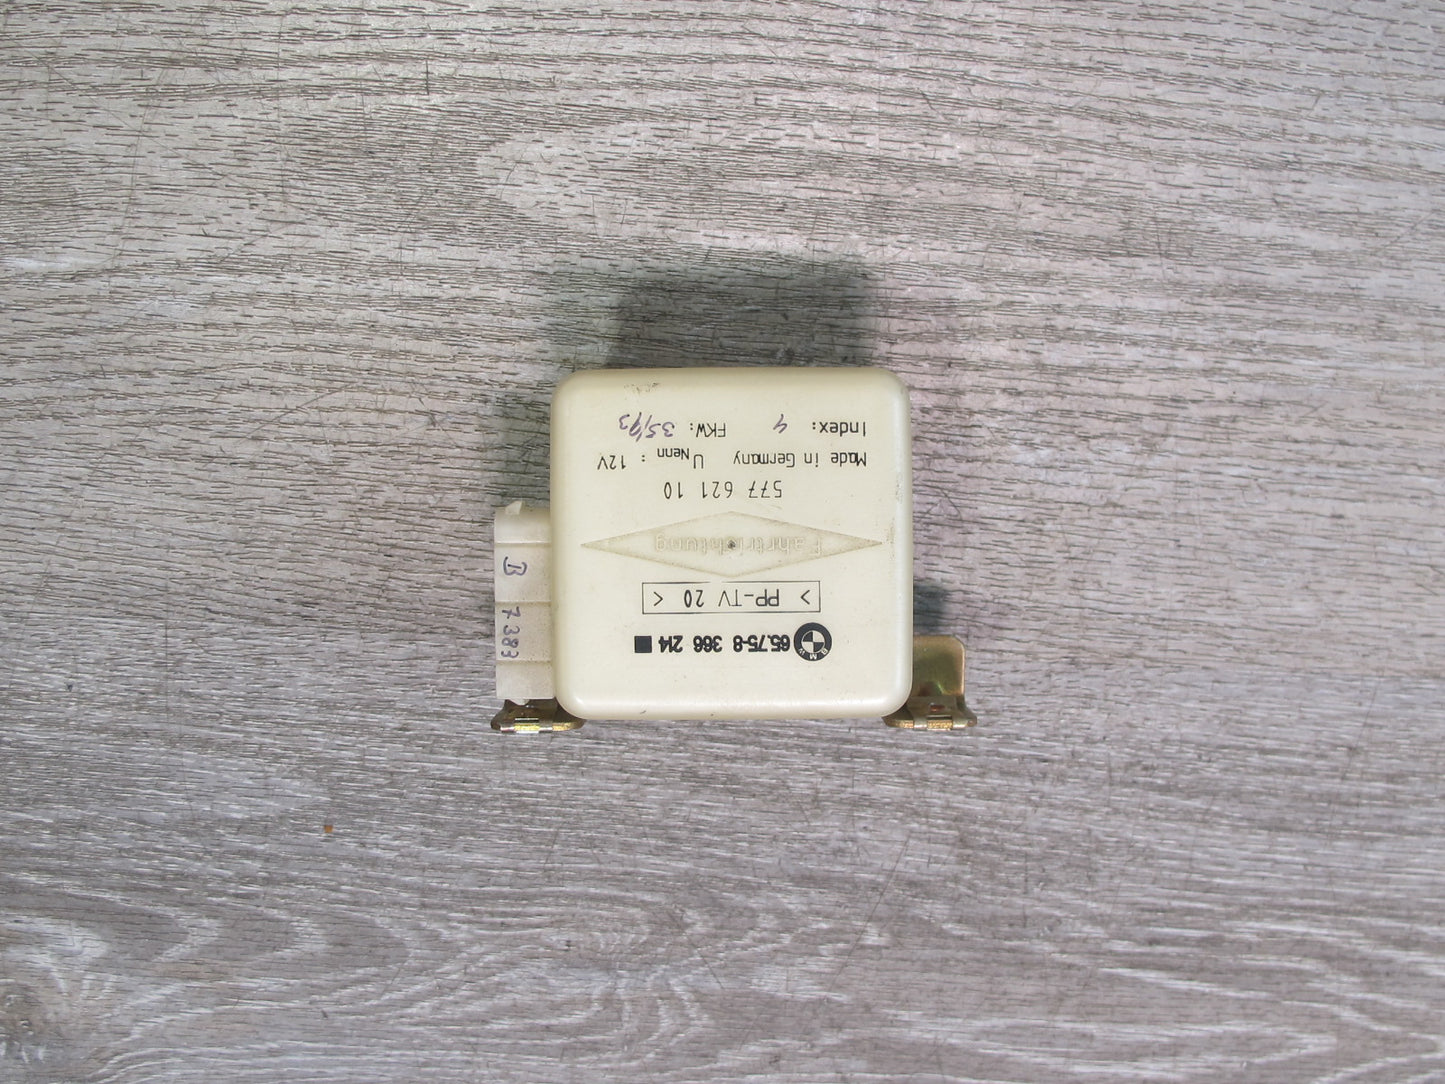 BMW 65.75-8 366 214
> PP-TV 20 <
Fahrtrichtung
577 621 10
Made in Germany U Nenn : 12V
Index: 4 FKW: 35/93
B 7383